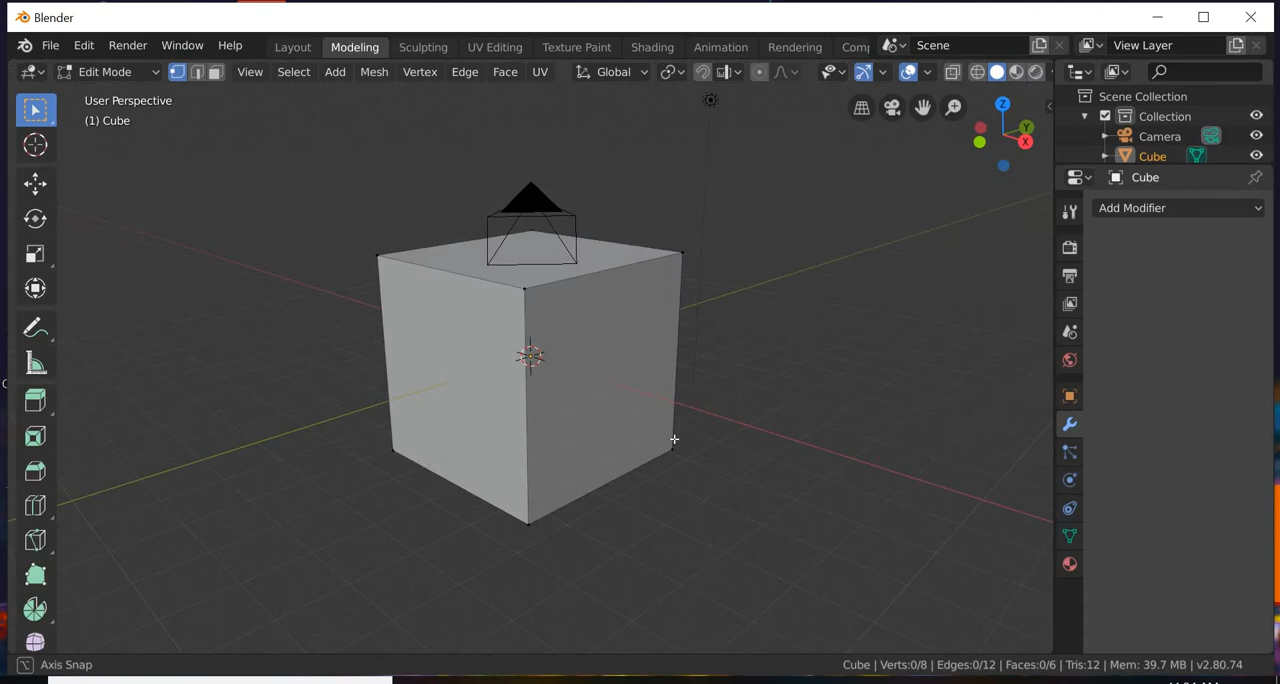 Blender
File Edit Render Window Help Layout Modeling Sculpting UV Editing Texture Paint Shading Animation Rendering Comp Scene View Layer
Edit Mode View Select Add Mesh Vertex Edge Face UV Global
User Perspective
(1) Cube
Z
Y
X
Scene Collection
Collection
Camera
Cube
Cube
Add Modifier
Axis Snap
Cube | Verts:0/8 | Edges:0/12 | Faces:0/6 | Tris:12 | Mem: 39.7 MB | v2.80.74